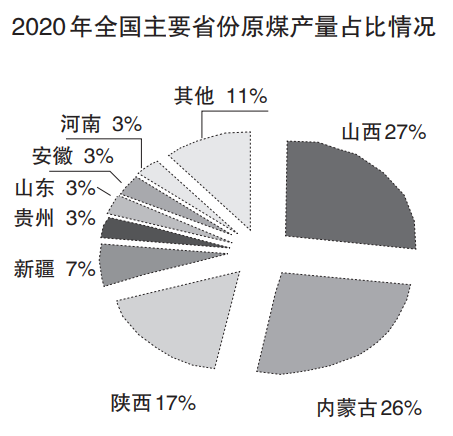 2020年全国主要省份原煤产量占比情况
其他 11%
河南 3%
山西27%
安徽 3%
山东 3%
贵州 3%
新疆 7%
陕西17%
内蒙古26%